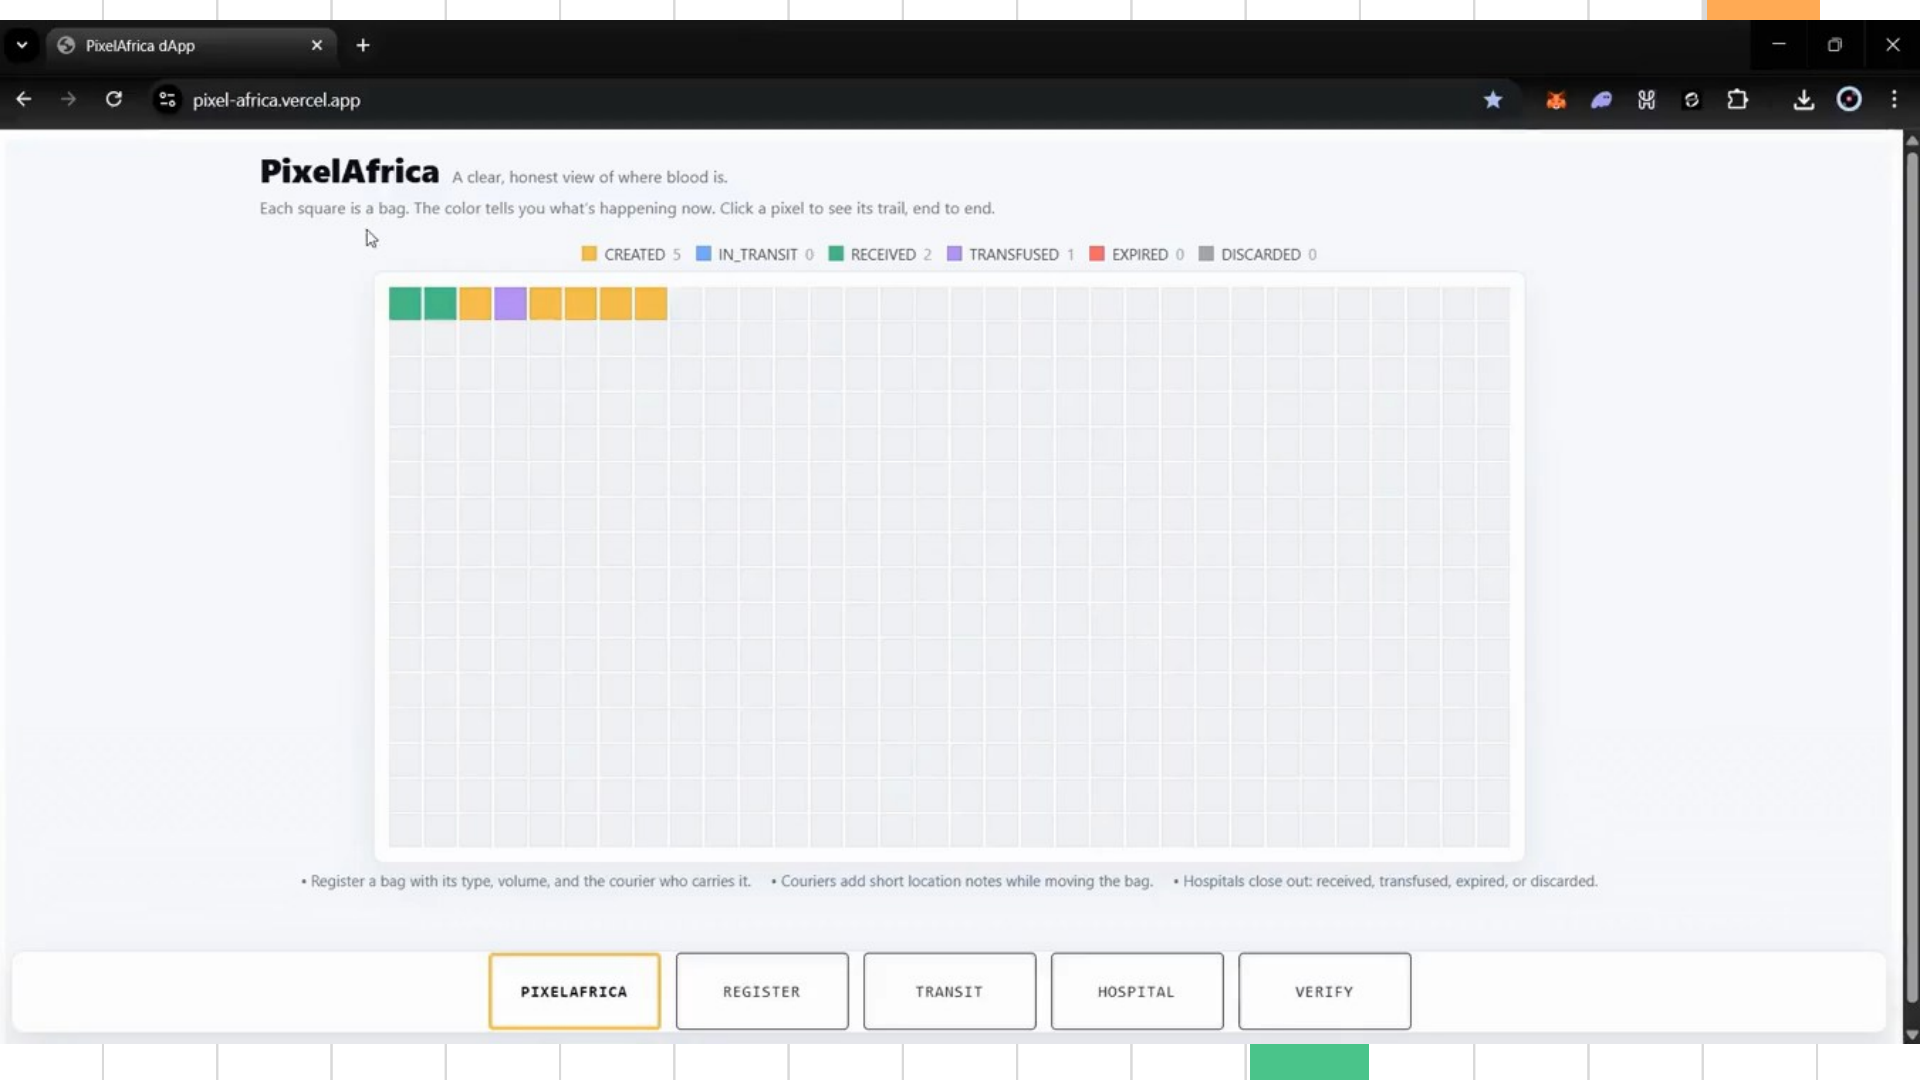 PixelAfrica dApp
pixel-africa.vercel.app
PixelAfrica A clear, honest view of where blood is.
Each square is a bag. The color tells you what's happening now. Click a pixel to see its trail, end to end.
CREATED 5 IN_TRANSIT 0 RECEIVED 2 TRANSFUSED 1 EXPIRED 0 DISCARDED 0
• Register a bag with its type, volume, and the courier who carries it. • Couriers add short location notes while moving the bag. • Hospitals close out: received, transfused, expired, or discarded.
PIXELAFRICA REGISTER TRANSIT HOSPITAL VERIFY